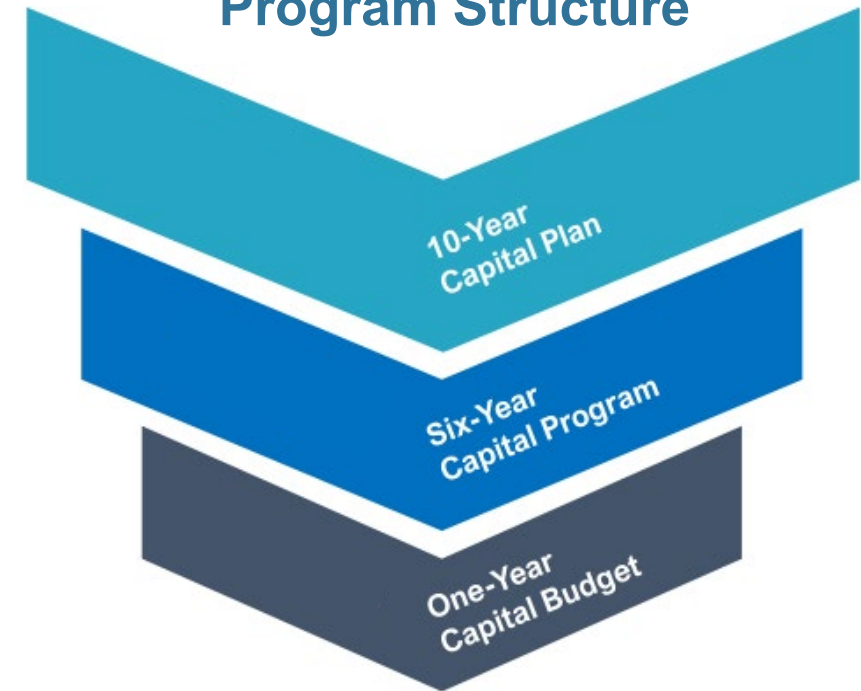 Program Structure
10-Year
Capital Plan
Six-Year
Capital Program
One-Year
Capital Budget